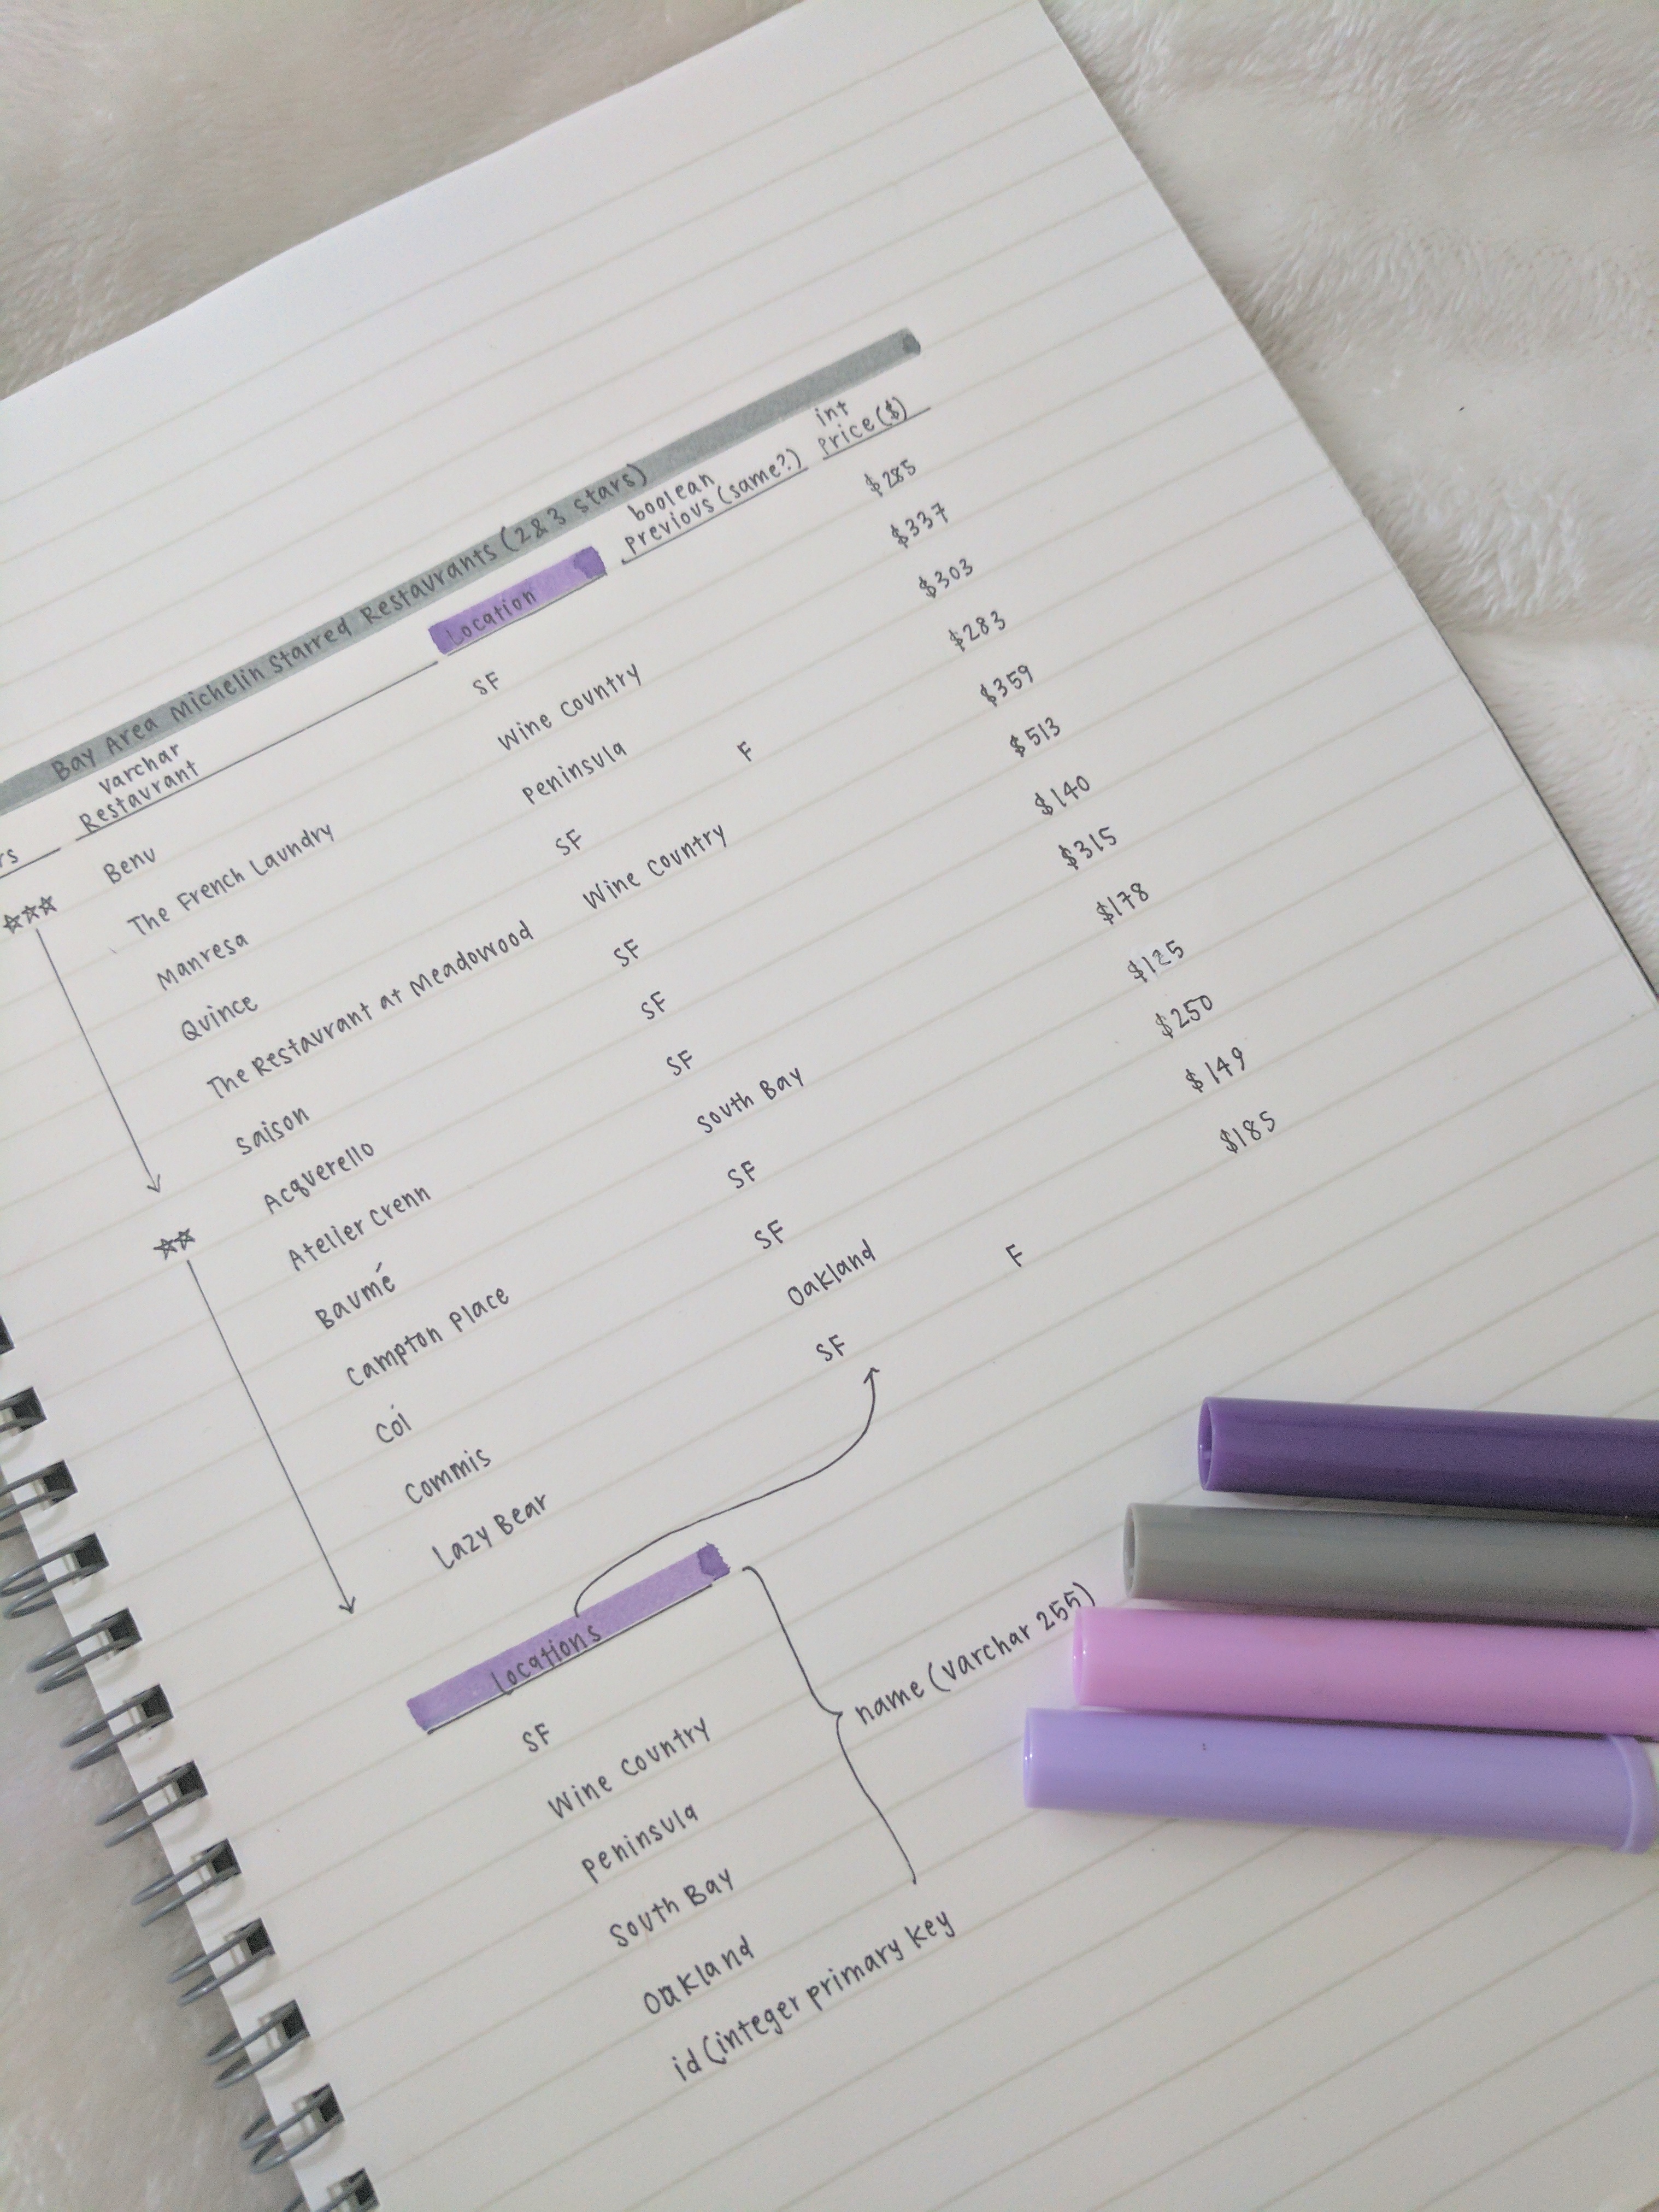 Bay Area Michelin Starred Restaurants (2 & 3 stars)
varchar boolean int
rs Restaurant Location Previous (same?) Price ($)
☆☆☆ Benu SF $285
The French Laundry Wine Country $337
Manresa Peninsula $303
Quince SF F $283
The Restaurant at Meadowood Wine Country $359
Saison SF $513
☆☆ Acquerello SF $140
Atelier Crenn SF $315
Baumé South Bay $178
Campton Place SF $125
Coi SF $250
Commis Oakland $149
Lazy Bear SF F $185
Locations
SF
Wine Country
Peninsula
South Bay
Oakland
name (varchar 255)
id (integer primary key